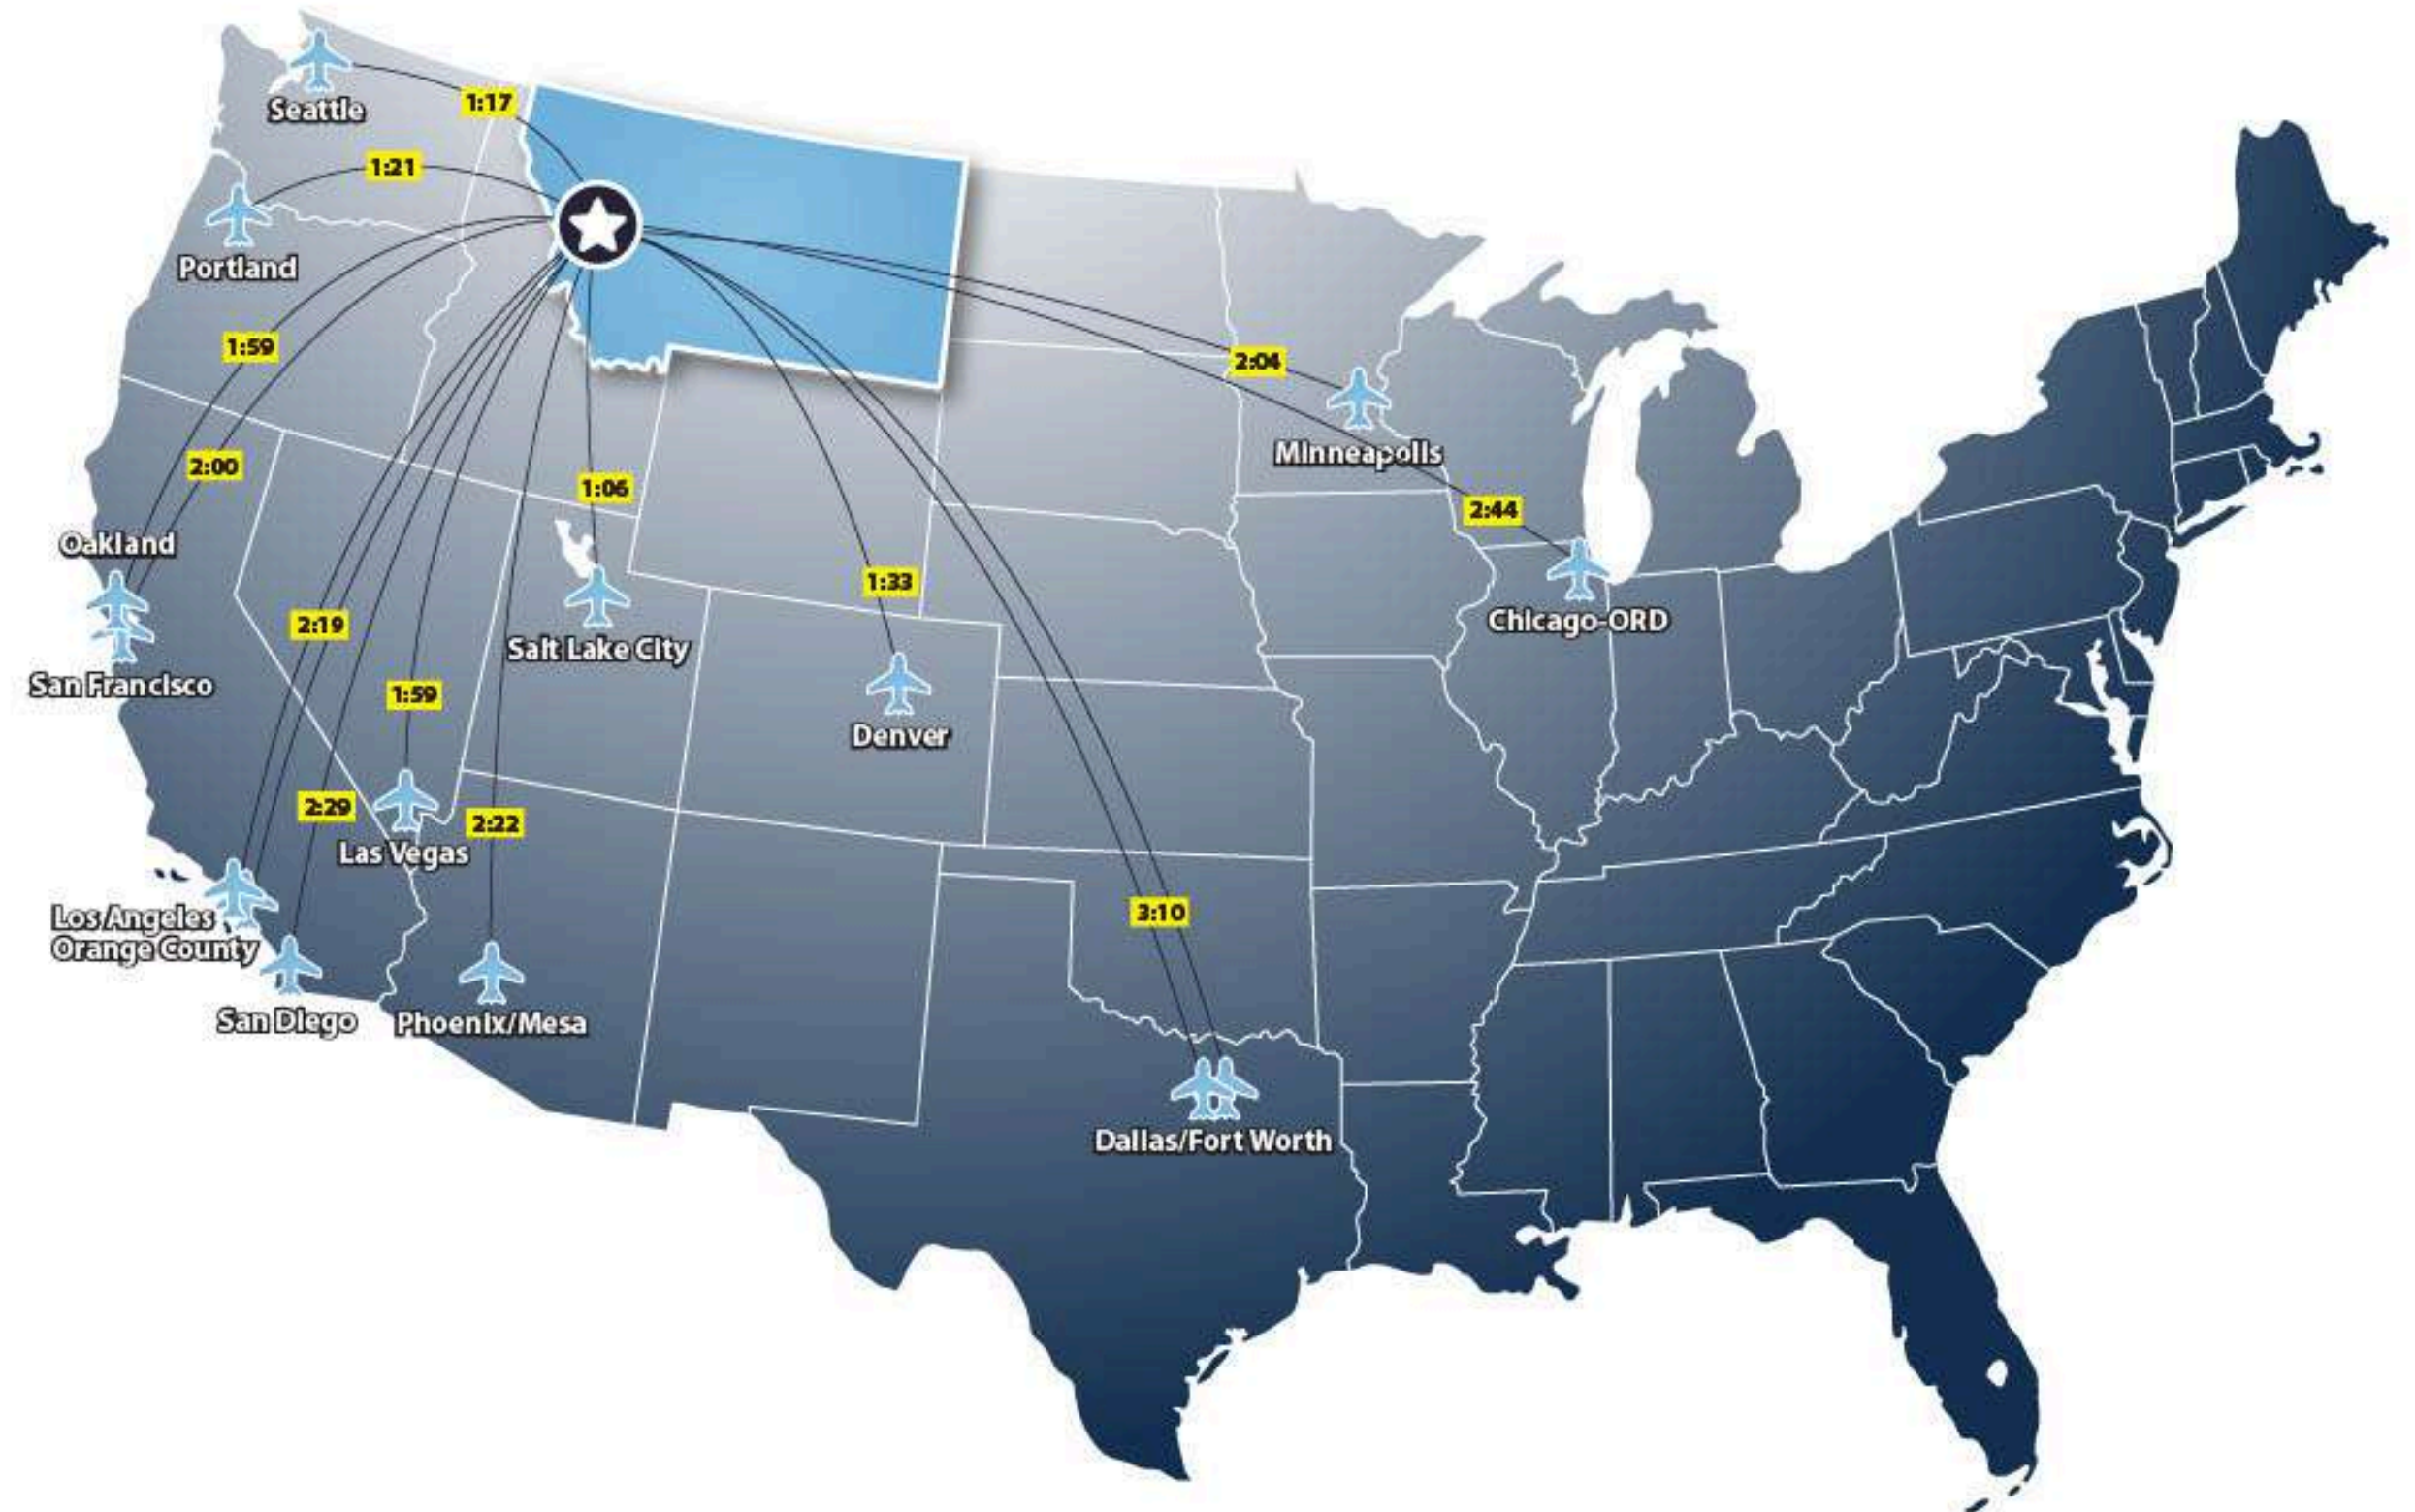 Seattle
1:17
1:21
Portland
1:59
2:04
Minneapolis
2:00
1:06
2:44
Oakland
1:33
Chicago-ORD
2:19
Salt Lake City
San Francisco
1:59
Denver
2:29
2:22
Las Vegas
Los Angeles
Orange County
3:10
San Diego
Phoenix/Mesa
Dallas/Fort Worth